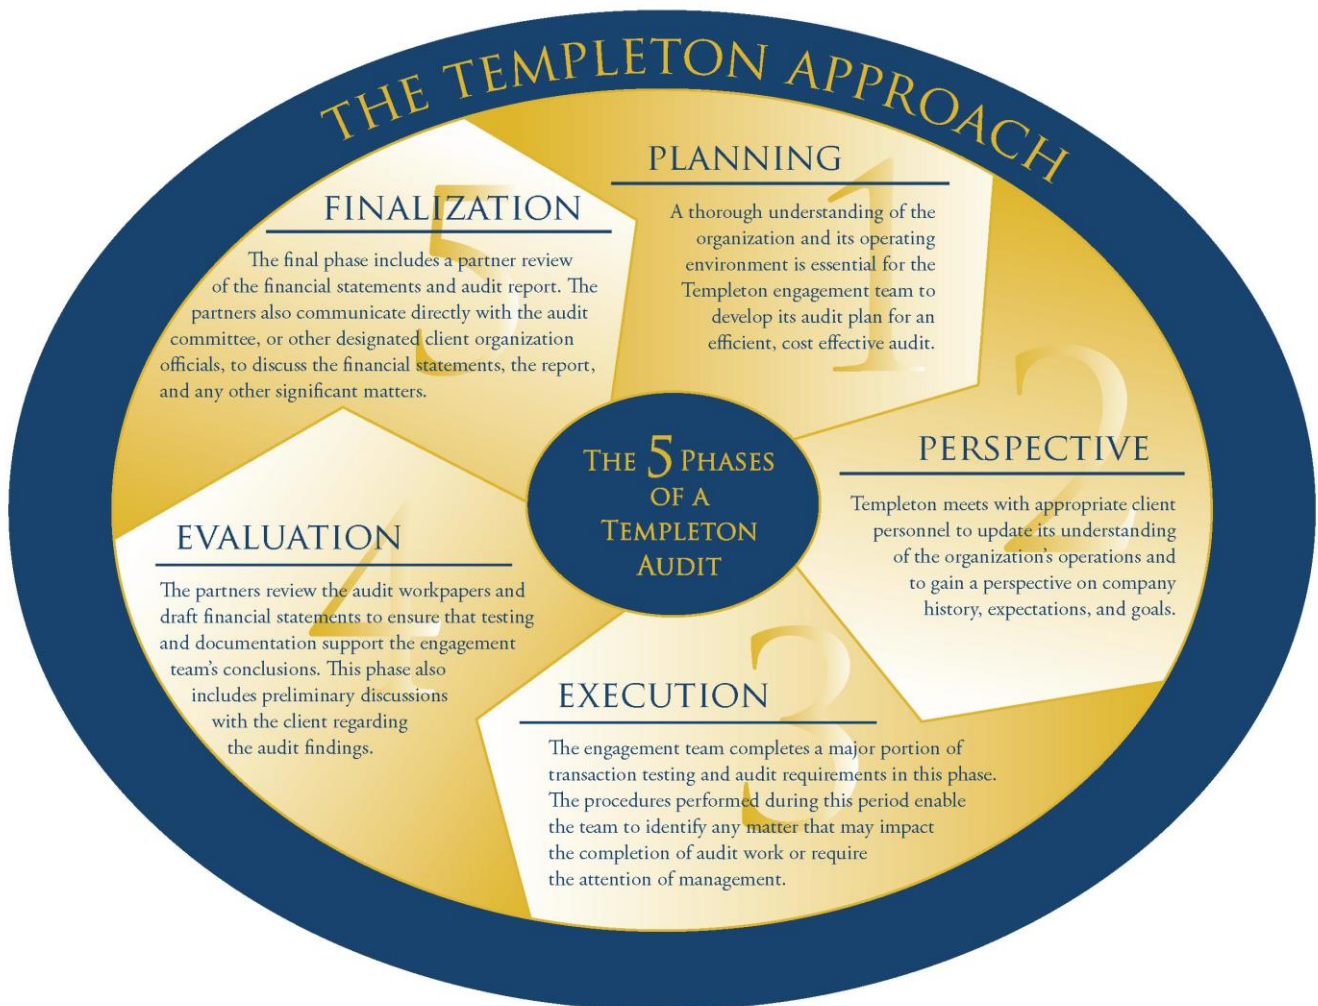 THE TEMPLETON APPROACH
1
PLANNING
A thorough understanding of the
organization and its operating
environment is essential for the
Templeton engagement team to
develop its audit plan for an
efficient, cost effective audit.
2
PERSPECTIVE
Templeton meets with appropriate client
personnel to update its understanding
of the organization's operations and
to gain a perspective on company
history, expectations, and goals.
3
EXECUTION
The engagement team completes a major portion of
transaction testing and audit requirements in this phase.
The procedures performed during this period enable
the team to identify any matter that may impact
the completion of audit work or require
the attention of management.
4
EVALUATION
The partners review the audit workpapers and
draft financial statements to ensure that testing
and documentation support the engagement
team's conclusions. This phase also
includes preliminary discussions
with the client regarding
the audit findings.
5
FINALIZATION
The final phase includes a partner review
of the financial statements and audit report. The
partners also communicate directly with the audit
committee, or other designated client organization
officials, to discuss the financial statements, the report,
and any other significant matters.
THE 5 PHASES
OF A
TEMPLETON
AUDIT